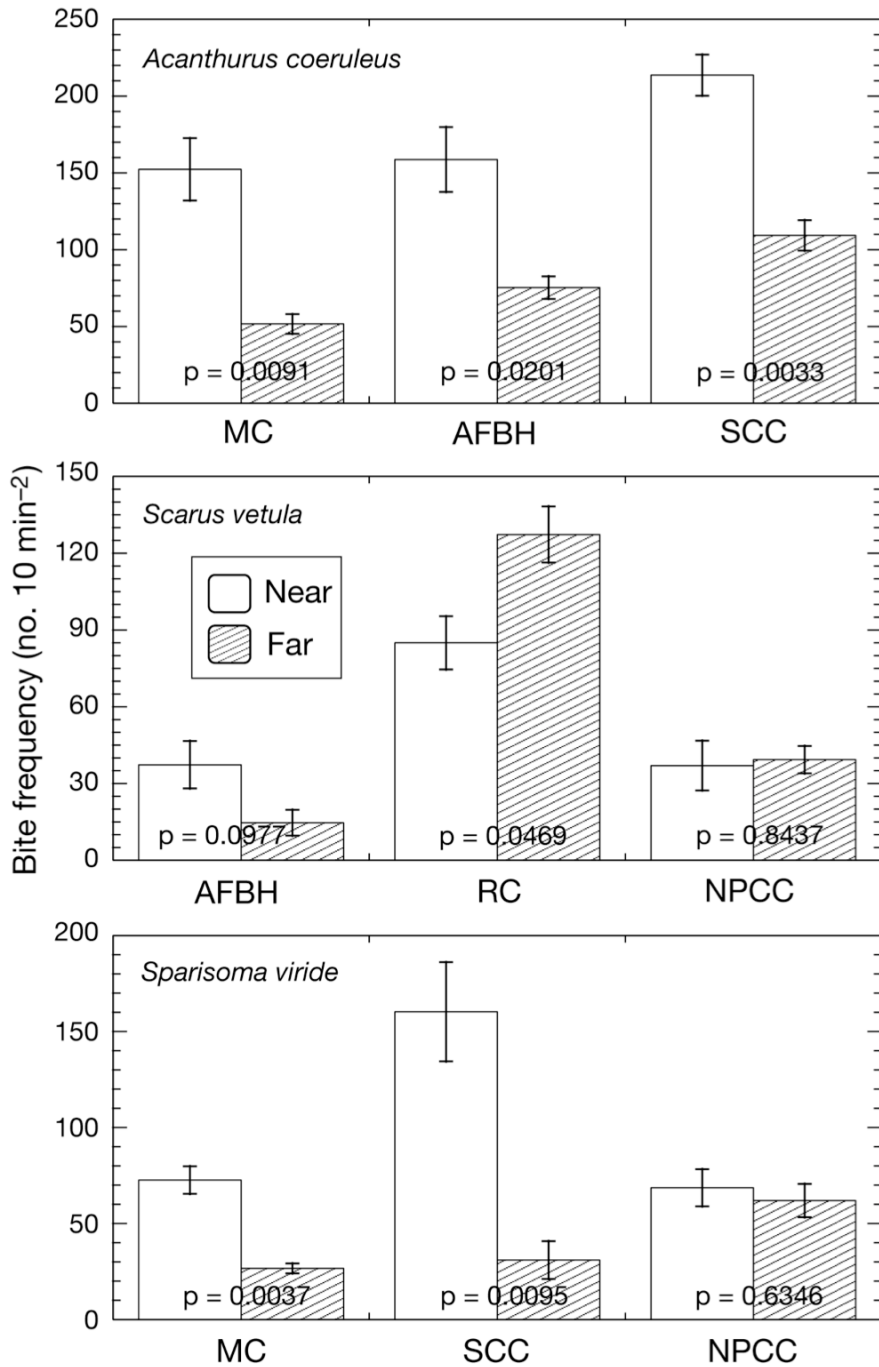 Bite frequency (no. 10 min⁻²)
250
200
150
100
50
0
Acanthurus coeruleus
p = 0.0091
p = 0.0201
p = 0.0033
MC
AFBH
SCC
150
120
90
60
30
0
Scarus vetula
Near
Far
p = 0.0977
p = 0.0469
p = 0.8437
AFBH
RC
NPCC
200
150
100
50
0
Sparisoma viride
p = 0.0037
p = 0.0095
p = 0.6346
MC
SCC
NPCC